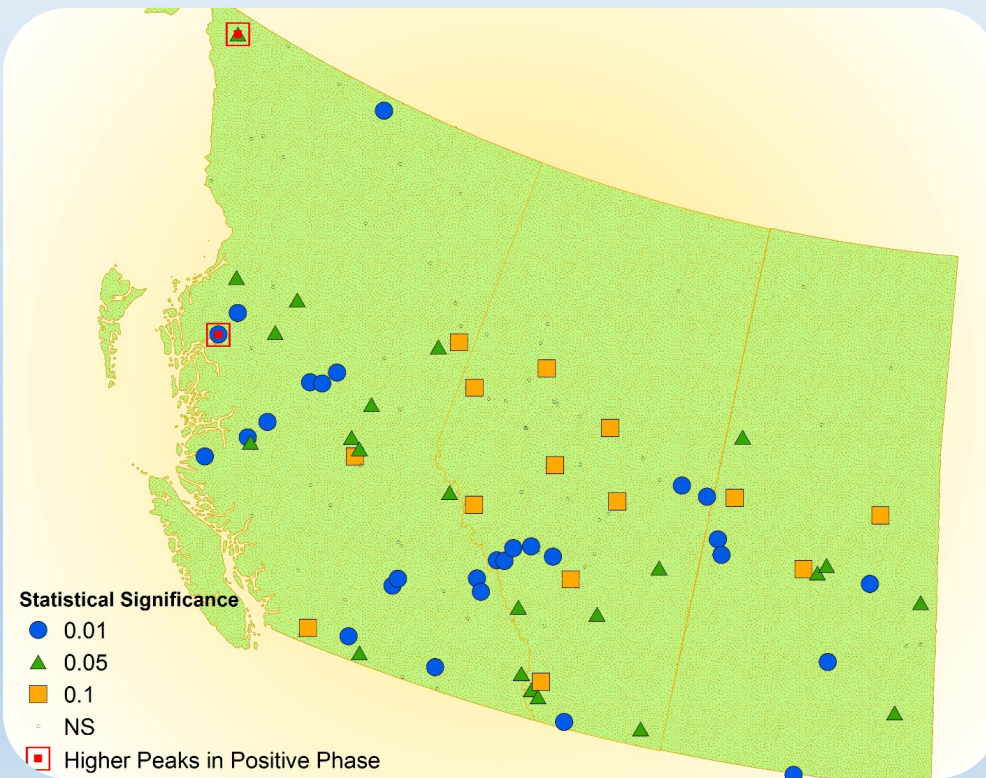 Statistical Significance
0.01
0.05
0.1
NS
Higher Peaks in Positive Phase